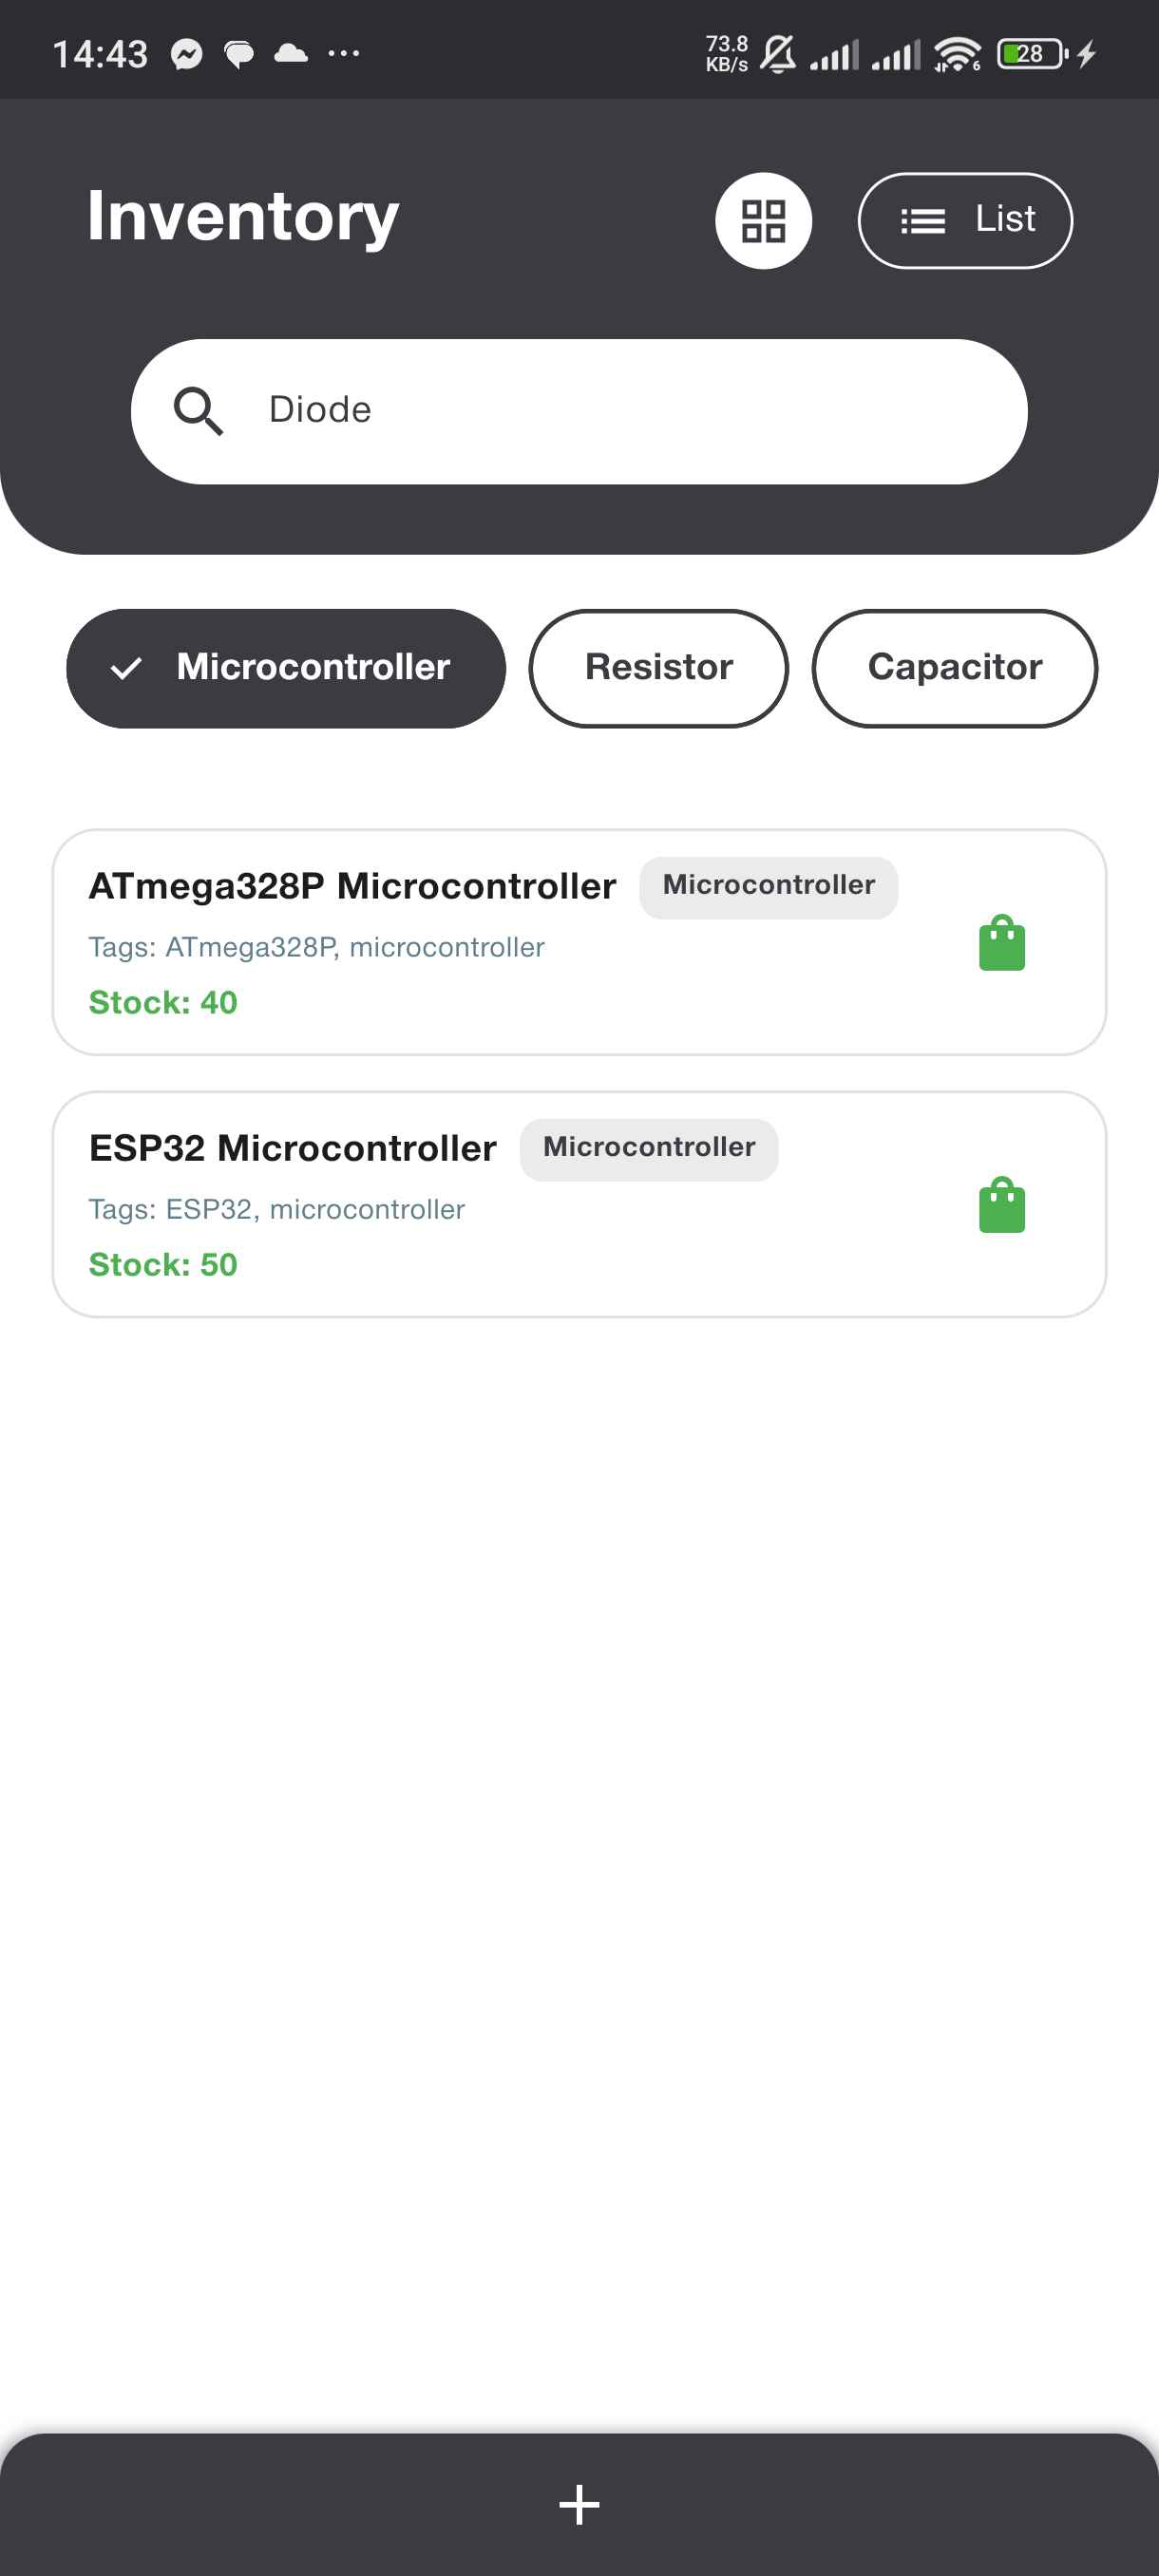 14:43 73.8 KB/s 28
Inventory List
Diode
Microcontroller Resistor Capacitor
ATmega328P Microcontroller Microcontroller
Tags: ATmega328P, microcontroller
Stock: 40
ESP32 Microcontroller Microcontroller
Tags: ESP32, microcontroller
Stock: 50